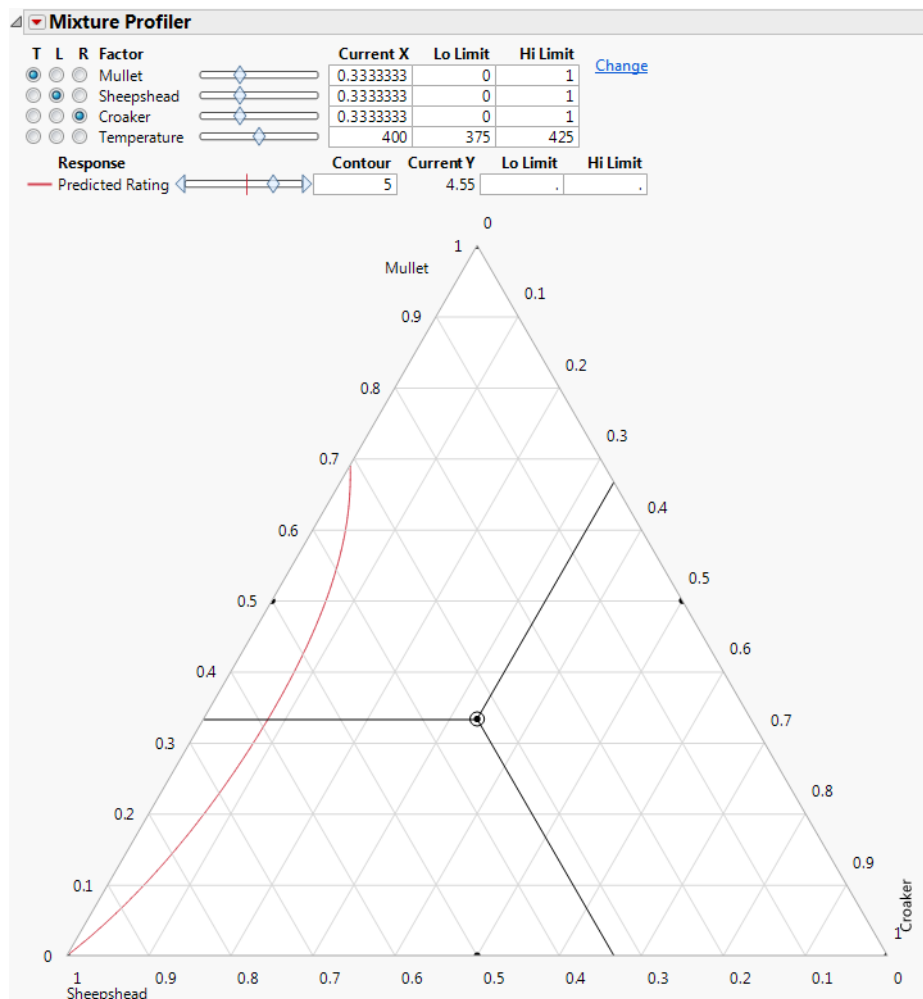 Mixture Profiler
T L R Factor Current X Lo Limit Hi Limit
Change
Mullet 0.3333333 0 1
Sheepshead 0.3333333 0 1
Croaker 0.3333333 0 1
Temperature 400 375 425
Response Contour Current Y Lo Limit Hi Limit
Predicted Rating 5 4.55 . .
0
1
Mullet
0.1
0.9
0.2
0.8
0.3
0.7
0.4
0.6
0.5
0.5
0.6
0.4
0.7
0.3
0.8
0.2
0.9
0.1
Croaker
1
0
1 0.9 0.8 0.7 0.6 0.5 0.4 0.3 0.2 0.1 0
Sheepshead